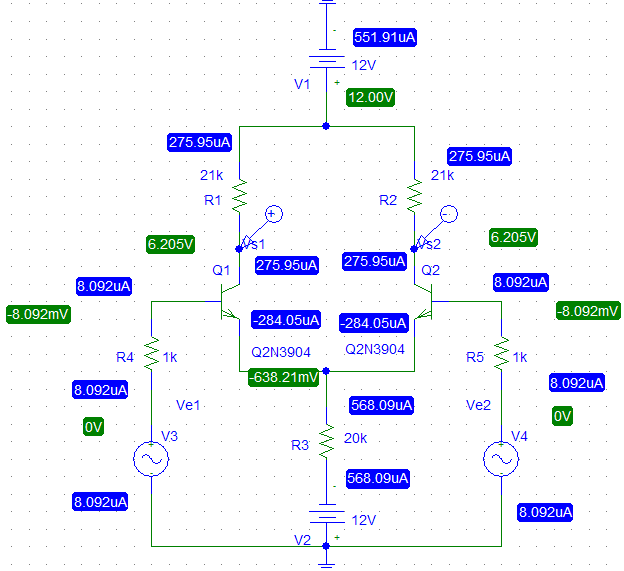 -
551.91uA
12V
V1
+
12.00V
275.95uA
275.95uA
21k
21k
R1
R2
+
-
Vs1
Vs2
6.205V
6.205V
275.95uA
275.95uA
Q1
Q2
8.092uA
8.092uA
-8.092mV
-8.092mV
-284.05uA
-284.05uA
Q2N3904
Q2N3904
R4
1k
R5
1k
-638.21mV
8.092uA
8.092uA
Ve1
568.09uA
Ve2
0V
0V
+
V3
R3
20k
+
V4
568.09uA
-
8.092uA
8.092uA
12V
V2
+